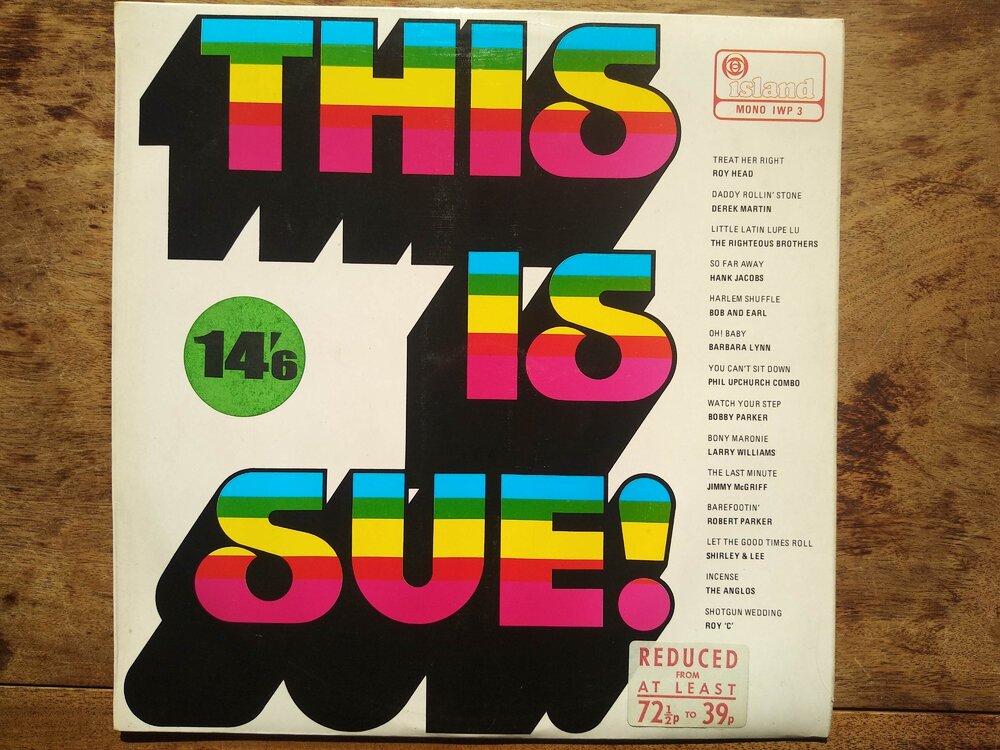 THIS
IS
SUE!
14'6
island
MONO IWP 3
TREAT HER RIGHT
ROY HEAD
DADDY ROLLIN' STONE
DEREK MARTIN
LITTLE LATIN LUPE LU
THE RIGHTEOUS BROTHERS
SO FAR AWAY
HANK JACOBS
HARLEM SHUFFLE
BOB AND EARL
OH! BABY
BARBARA LYNN
YOU CAN'T SIT DOWN
PHIL UPCHURCH COMBO
WATCH YOUR STEP
BOBBY PARKER
BONY MARONIE
LARRY WILLIAMS
THE LAST MINUTE
JIMMY McGRIFF
BAREFOOTIN'
ROBERT PARKER
LET THE GOOD TIMES ROLL
SHIRLEY & LEE
INCENSE
THE ANGLOS
SHOTGUN WEDDING
ROY 'C'
REDUCED
FROM
AT LEAST
72½p TO 39p